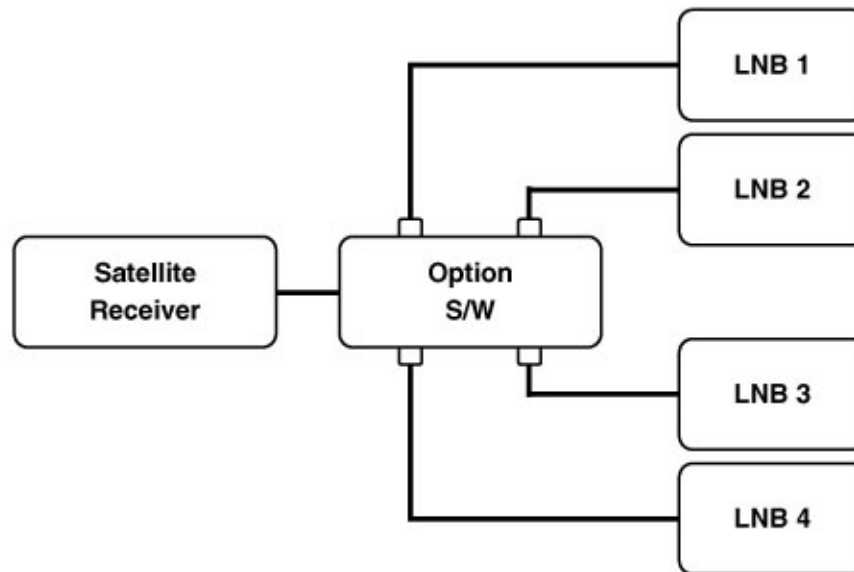 LNB 1
LNB 2
Satellite
Receiver
Option
S/W
LNB 3
LNB 4